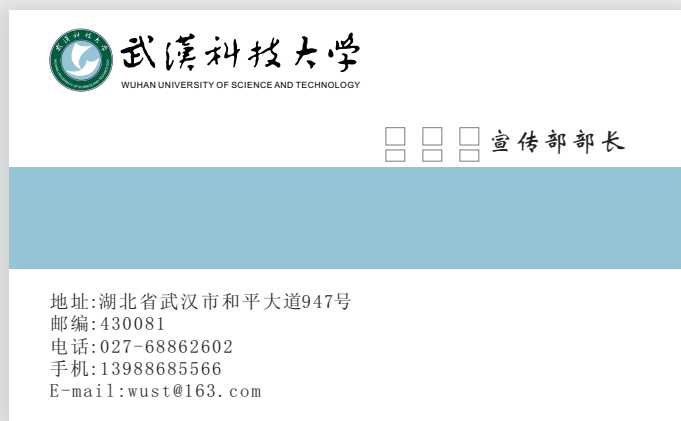 武漢科技大学
WUHAN UNIVERSITY OF SCIENCE AND TECHNOLOGY
宣传部部长
地址:湖北省武汉市和平大道947号
邮编:430081
电话:027-68862602
手机:13988685566
E-mail:wust@163.com